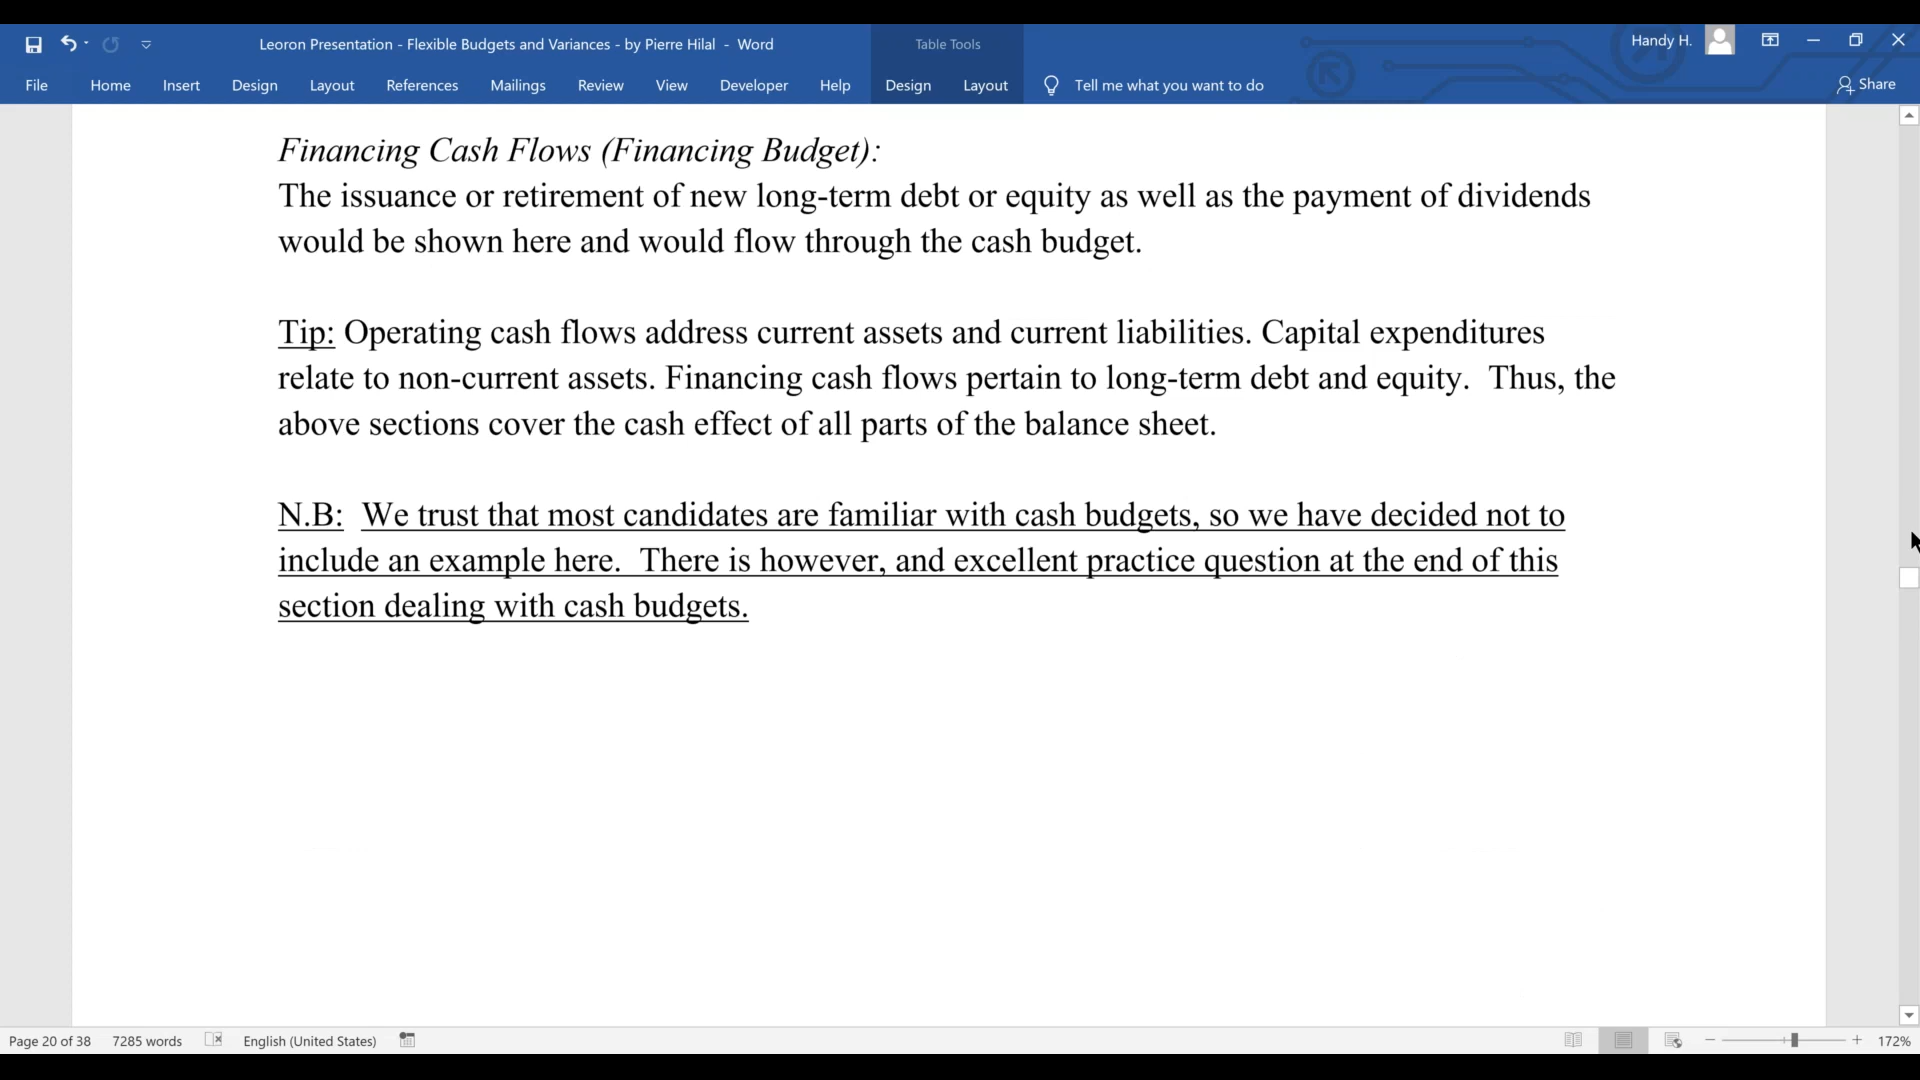 Leoron Presentation - Flexible Budgets and Variances - by Pierre Hilal - Word
Table Tools
Handy H.
File Home Insert Design Layout References Mailings Review View Developer Help Design Layout Tell me what you want to do Share
Financing Cash Flows (Financing Budget):
The issuance or retirement of new long-term debt or equity as well as the payment of dividends
would be shown here and would flow through the cash budget.
Tip: Operating cash flows address current assets and current liabilities. Capital expenditures
relate to non-current assets. Financing cash flows pertain to long-term debt and equity.  Thus, the
above sections cover the cash effect of all parts of the balance sheet.
N.B:  We trust that most candidates are familiar with cash budgets, so we have decided not to
include an example here.  There is however, and excellent practice question at the end of this
section dealing with cash budgets.
Page 20 of 38 7285 words English (United States) 172%